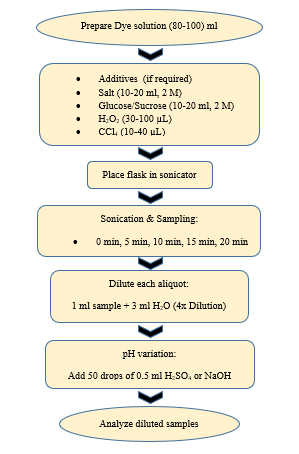 Prepare Dye solution (80-100) ml
• Additives (if required)
• Salt (10-20 ml, 2 M)
• Glucose/Sucrose (10-20 ml, 2 M)
• H₂O₂ (30-100 µL)
• CCl₄ (10-40 µL)
Place flask in sonicator
Sonication & Sampling:
• 0 min, 5 min, 10 min, 15 min, 20 min
Dilute each aliquot:
1 ml sample + 3 ml H₂O (4x Dilution)
pH variation:
Add 50 drops of 0.5 ml H₂SO₄ or NaOH
Analyze diluted samples